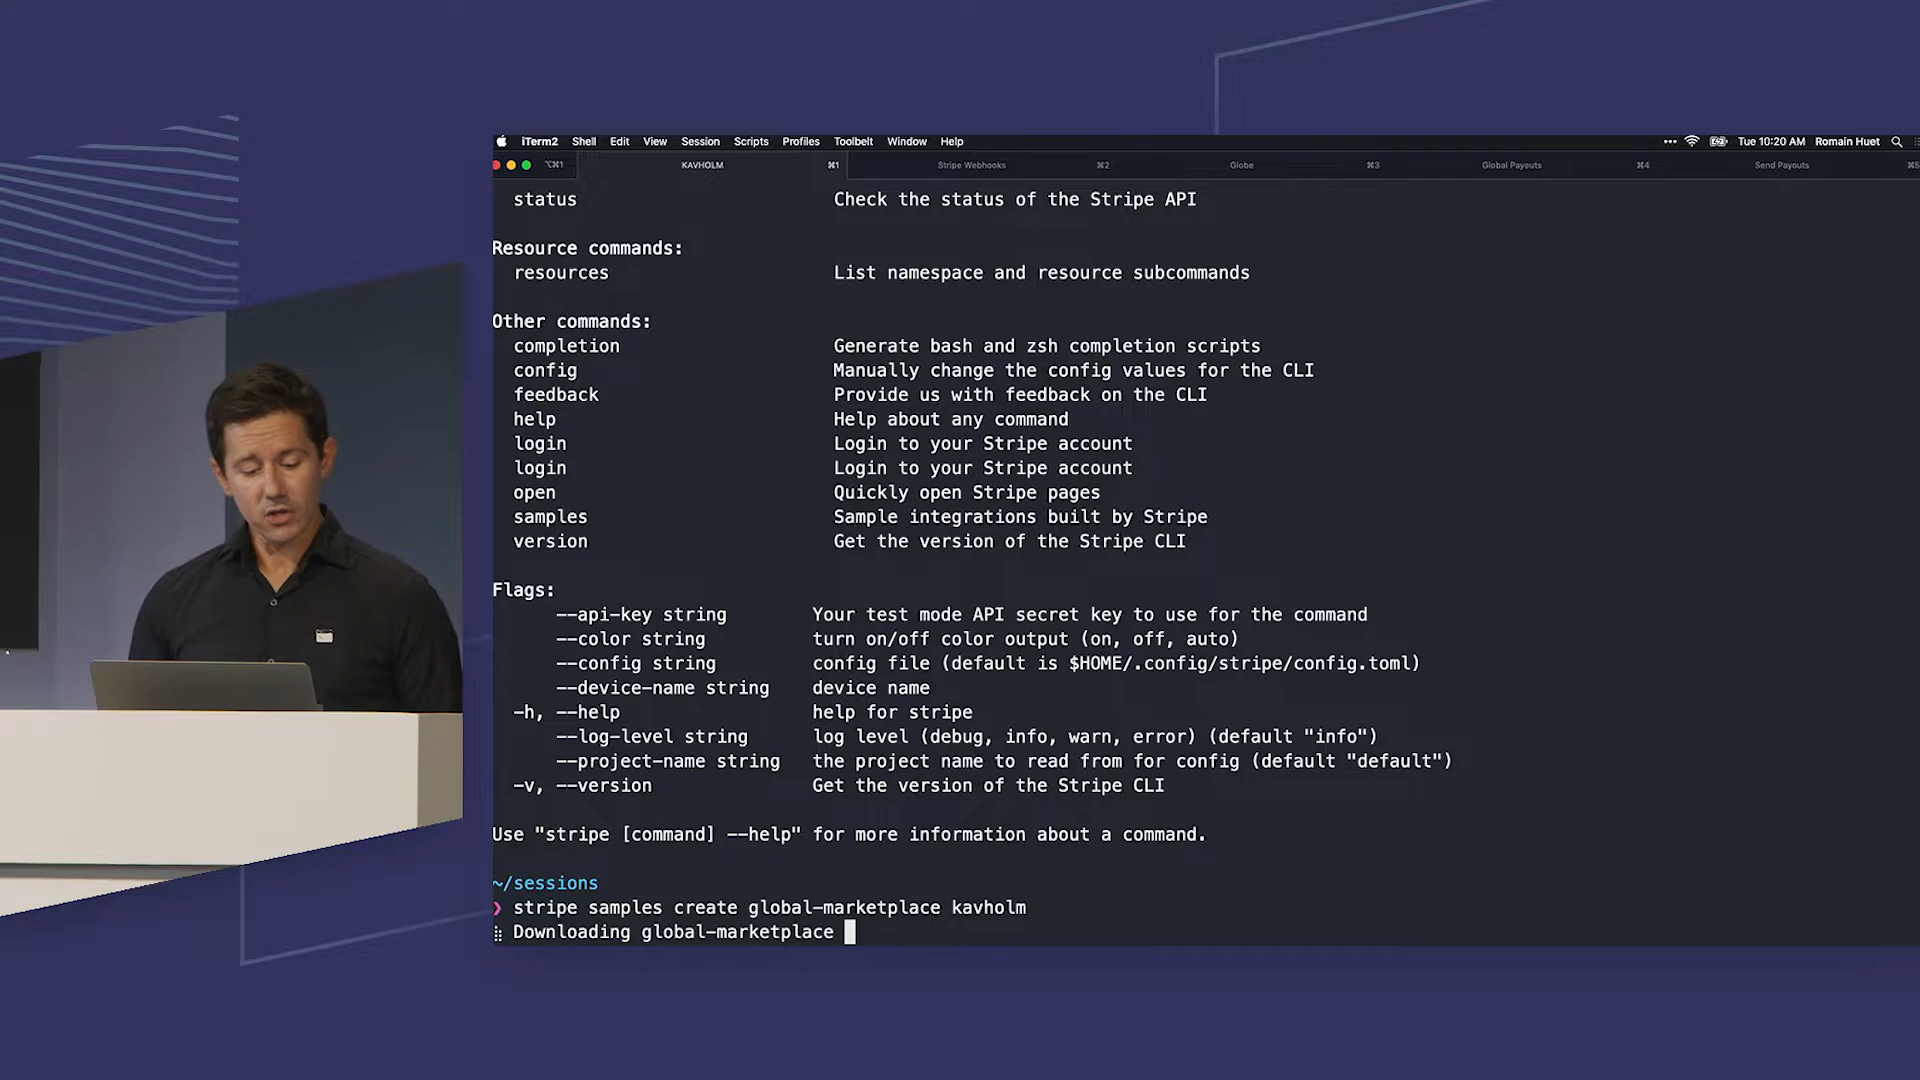 iTerm2 Shell Edit View Session Scripts Profiles Toolbelt Window Help ••• Tue 10:20 AM Romain Huet
⌥⌘1 KAVHOLM ⌘1 Stripe Webhooks ⌘2 Globe ⌘3 Global Payouts ⌘4 Send Payouts ⌘5
status Check the status of the Stripe API
Resource commands:
resources List namespace and resource subcommands
Other commands:
completion Generate bash and zsh completion scripts
config Manually change the config values for the CLI
feedback Provide us with feedback on the CLI
help Help about any command
login Login to your Stripe account
login Login to your Stripe account
open Quickly open Stripe pages
samples Sample integrations built by Stripe
version Get the version of the Stripe CLI
Flags:
--api-key string Your test mode API secret key to use for the command
--color string turn on/off color output (on, off, auto)
--config string config file (default is $HOME/.config/stripe/config.toml)
--device-name string device name
-h, --help help for stripe
--log-level string log level (debug, info, warn, error) (default "info")
--project-name string the project name to read from for config (default "default")
-v, --version Get the version of the Stripe CLI
Use "stripe [command] --help" for more information about a command.
~/sessions
❯ stripe samples create global-marketplace kavholm
⣾ Downloading global-marketplace